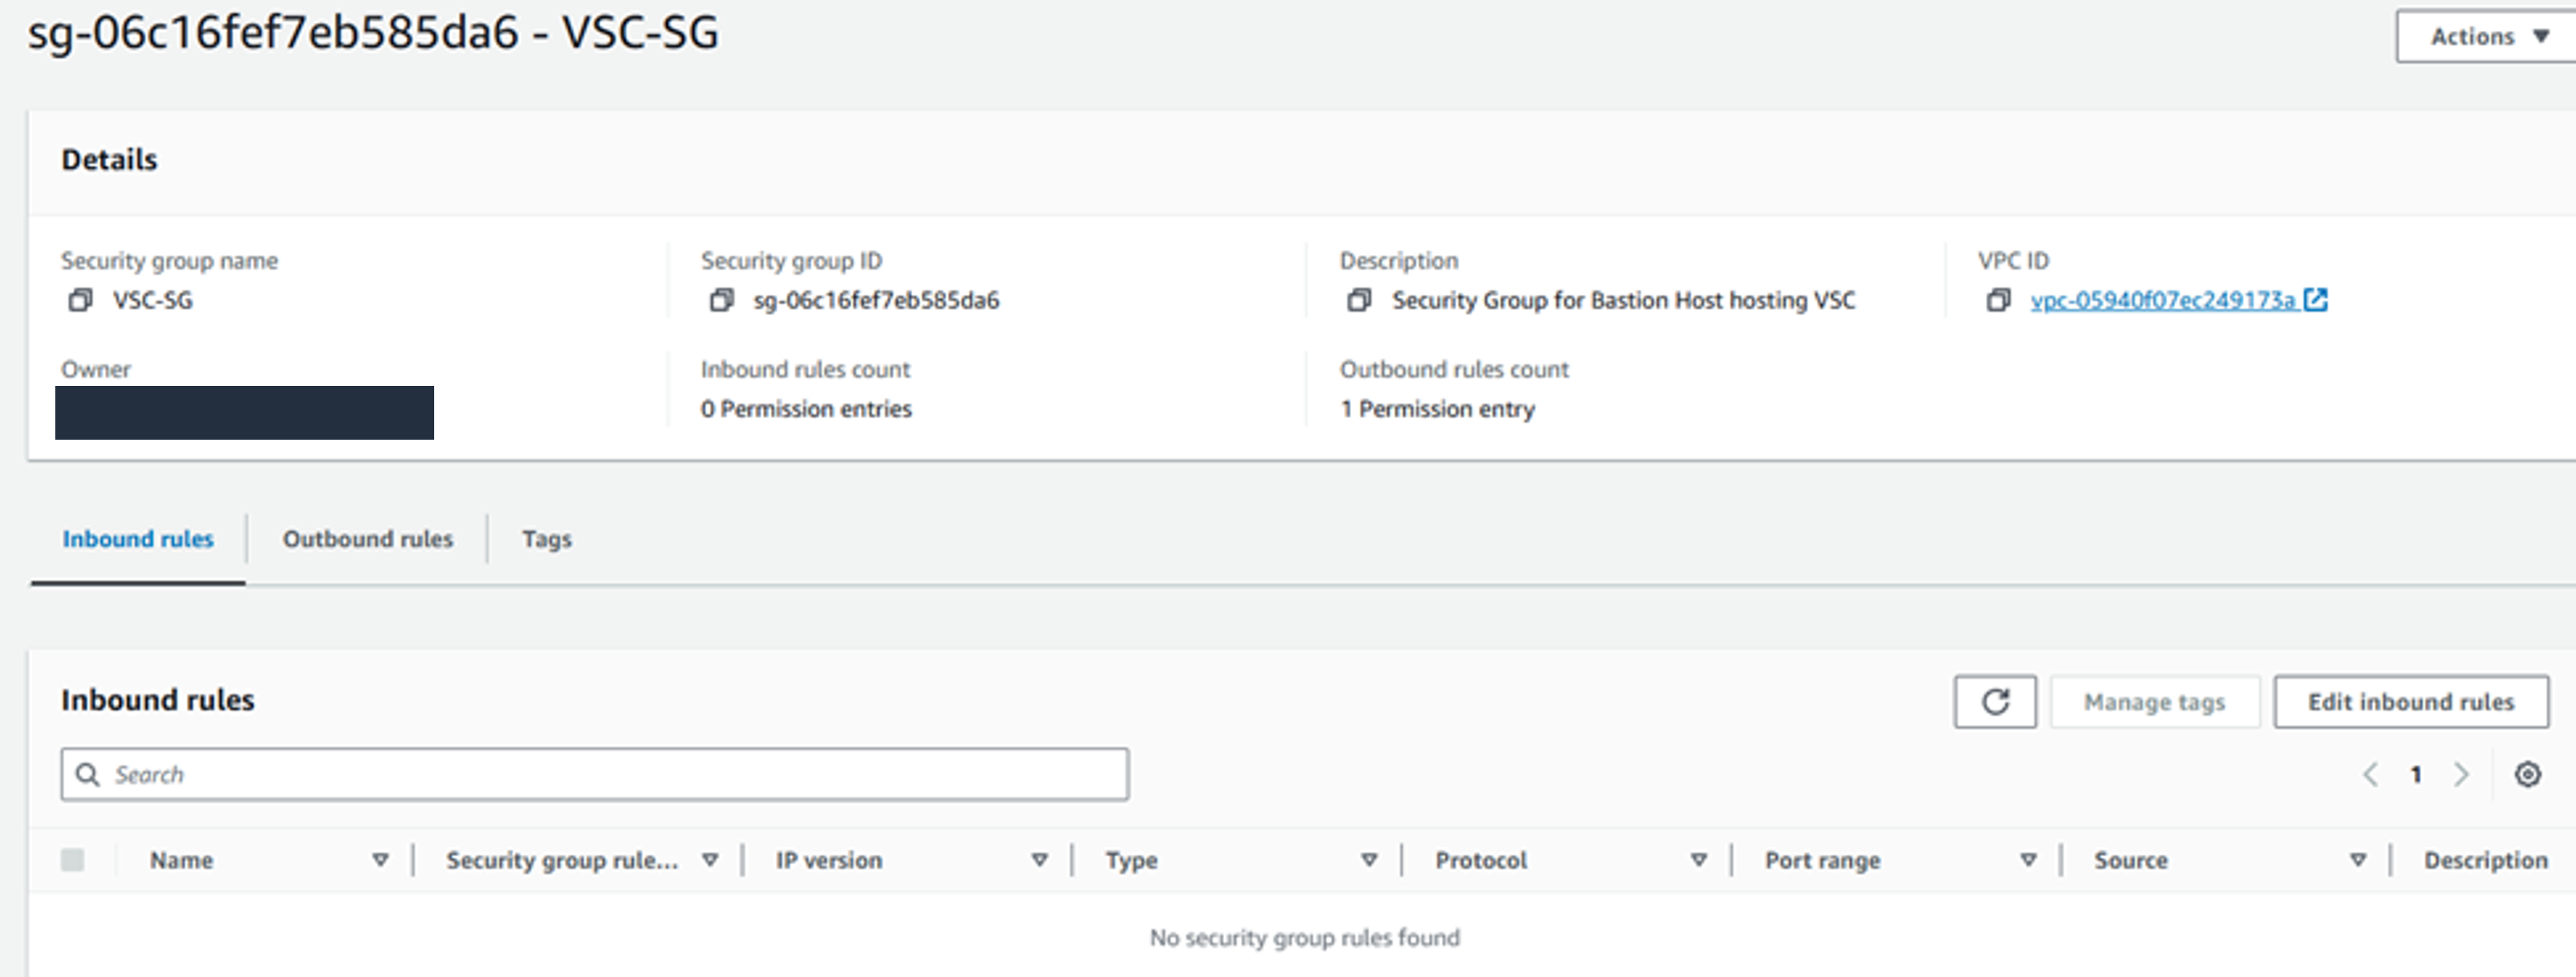 sg-06c16fef7eb585da6 - VSC-SG
Actions
Details
Security group name
VSC-SG
Security group ID
sg-06c16fef7eb585da6
Description
Security Group for Bastion Host hosting VSC
VPC ID
vpc-05940f07ec249173a
Owner
Inbound rules count
0 Permission entries
Outbound rules count
1 Permission entry
Inbound rules
Outbound rules
Tags
Inbound rules
Manage tags
Edit inbound rules
Search
1
Name
Security group rule...
IP version
Type
Protocol
Port range
Source
Description
No security group rules found